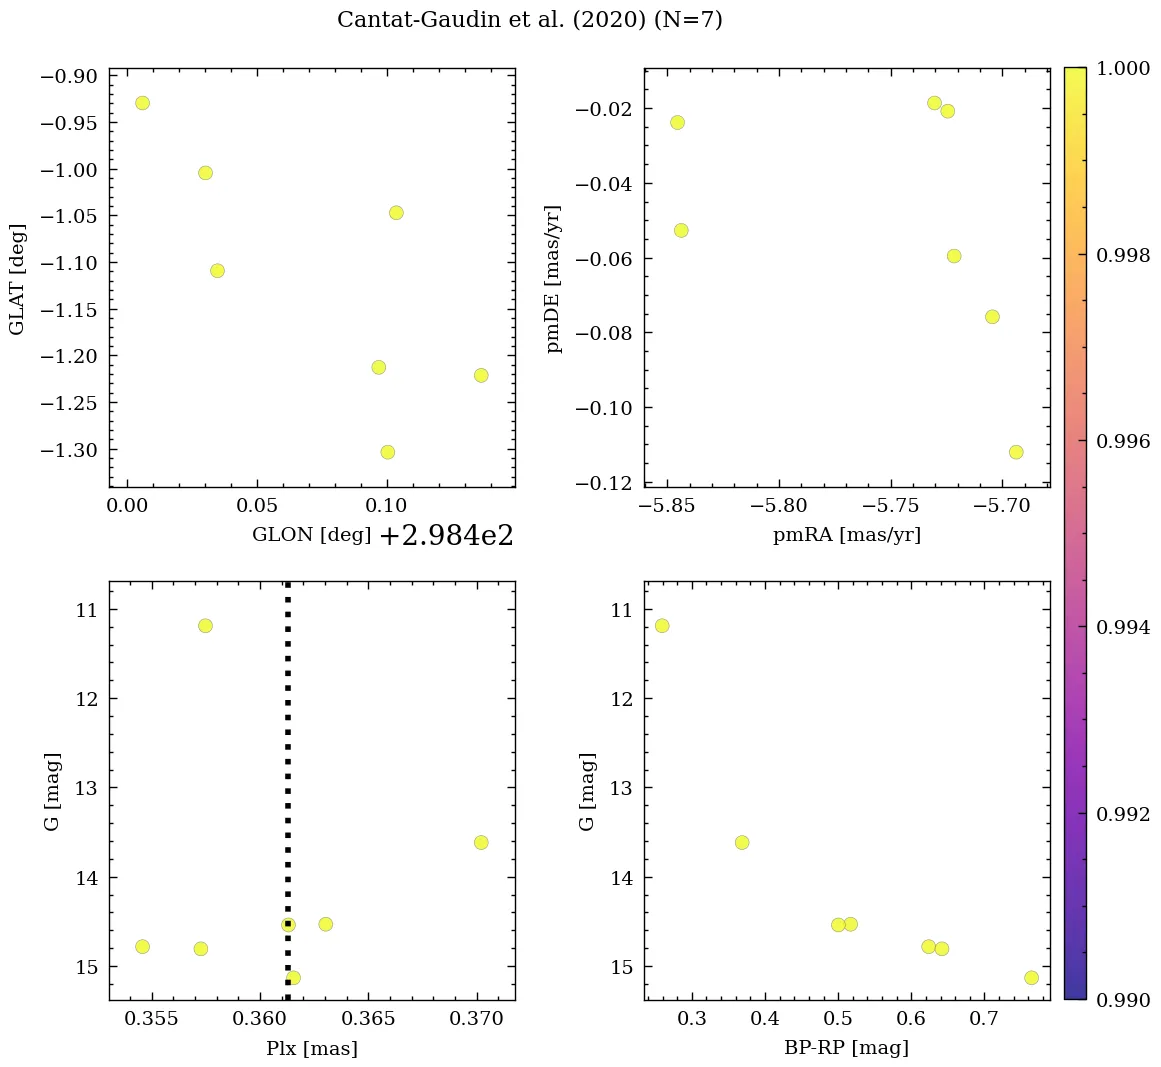 Cantat-Gaudin et al. (2020) (N=7)
−0.90
−0.95
−1.00
−1.05
−1.10
−1.15
−1.20
−1.25
−1.30
GLAT [deg]
0.00 0.05 0.10
GLON [deg] +2.984e2
−0.02
−0.04
−0.06
−0.08
−0.10
−0.12
pmDE [mas/yr]
−5.85 −5.80 −5.75 −5.70
pmRA [mas/yr]
11
12
13
14
15
G [mag]
0.355 0.360 0.365 0.370
Plx [mas]
11
12
13
14
15
G [mag]
0.3 0.4 0.5 0.6 0.7
BP-RP [mag]
1.000
0.998
0.996
0.994
0.992
0.990